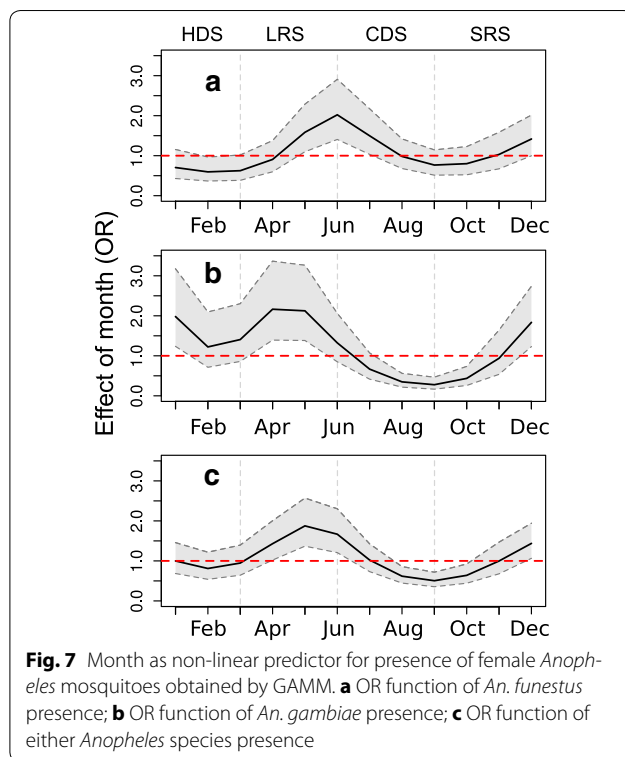 HDS LRS CDS SRS
Effect of month (OR)
a
3.0
2.0
1.0
0.0
Feb Apr Jun Aug Oct Dec
b
3.0
2.0
1.0
0.0
Feb Apr Jun Aug Oct Dec
c
3.0
2.0
1.0
0.0
Feb Apr Jun Aug Oct Dec
Fig. 7 Month as non-linear predictor for presence of female Anoph-
eles mosquitoes obtained by GAMM. a OR function of An. funestus
presence; b OR function of An. gambiae presence; c OR function of
either Anopheles species presence